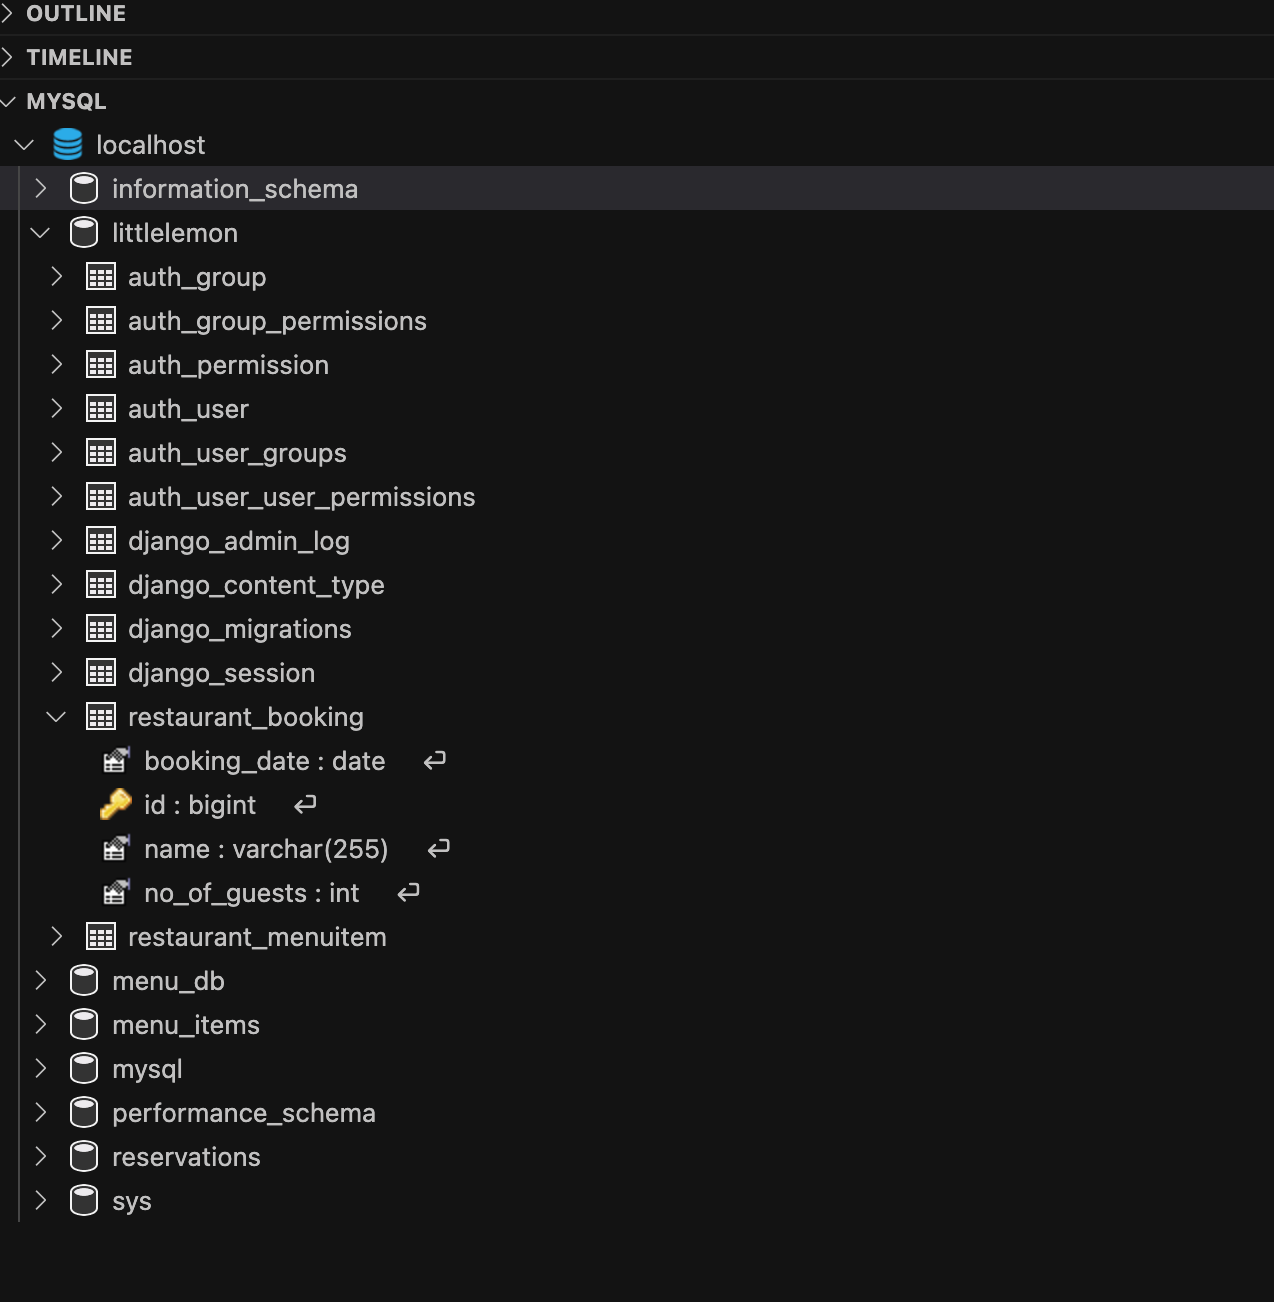 OUTLINE
TIMELINE
MYSQL
localhost
information_schema
littlelemon
auth_group
auth_group_permissions
auth_permission
auth_user
auth_user_groups
auth_user_user_permissions
django_admin_log
django_content_type
django_migrations
django_session
restaurant_booking
booking_date : date
id : bigint
name : varchar(255)
no_of_guests : int
restaurant_menuitem
menu_db
menu_items
mysql
performance_schema
reservations
sys